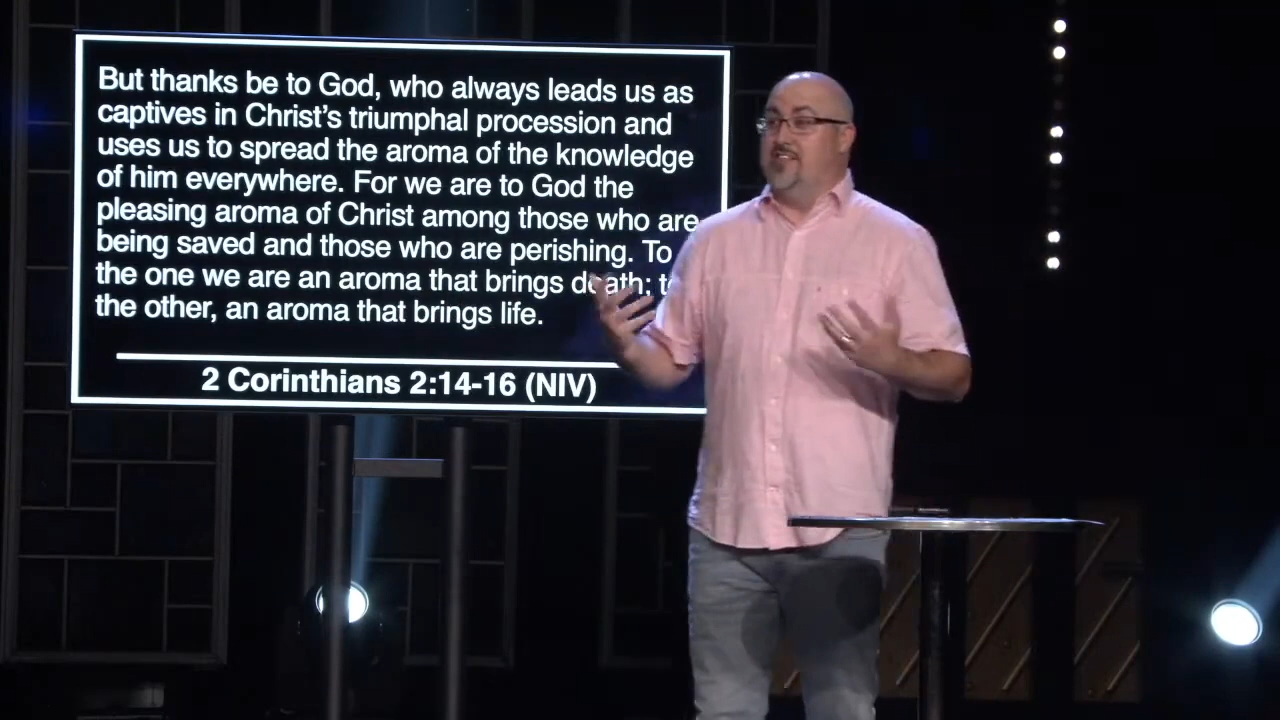 But thanks be to God, who always leads us as
captives in Christ's triumphal procession and
uses us to spread the aroma of the knowledge
of him everywhere. For we are to God the
pleasing aroma of Christ among those who are
being saved and those who are perishing. To
the one we are an aroma that brings death; to
the other, an aroma that brings life.
2 Corinthians 2:14-16 (NIV)